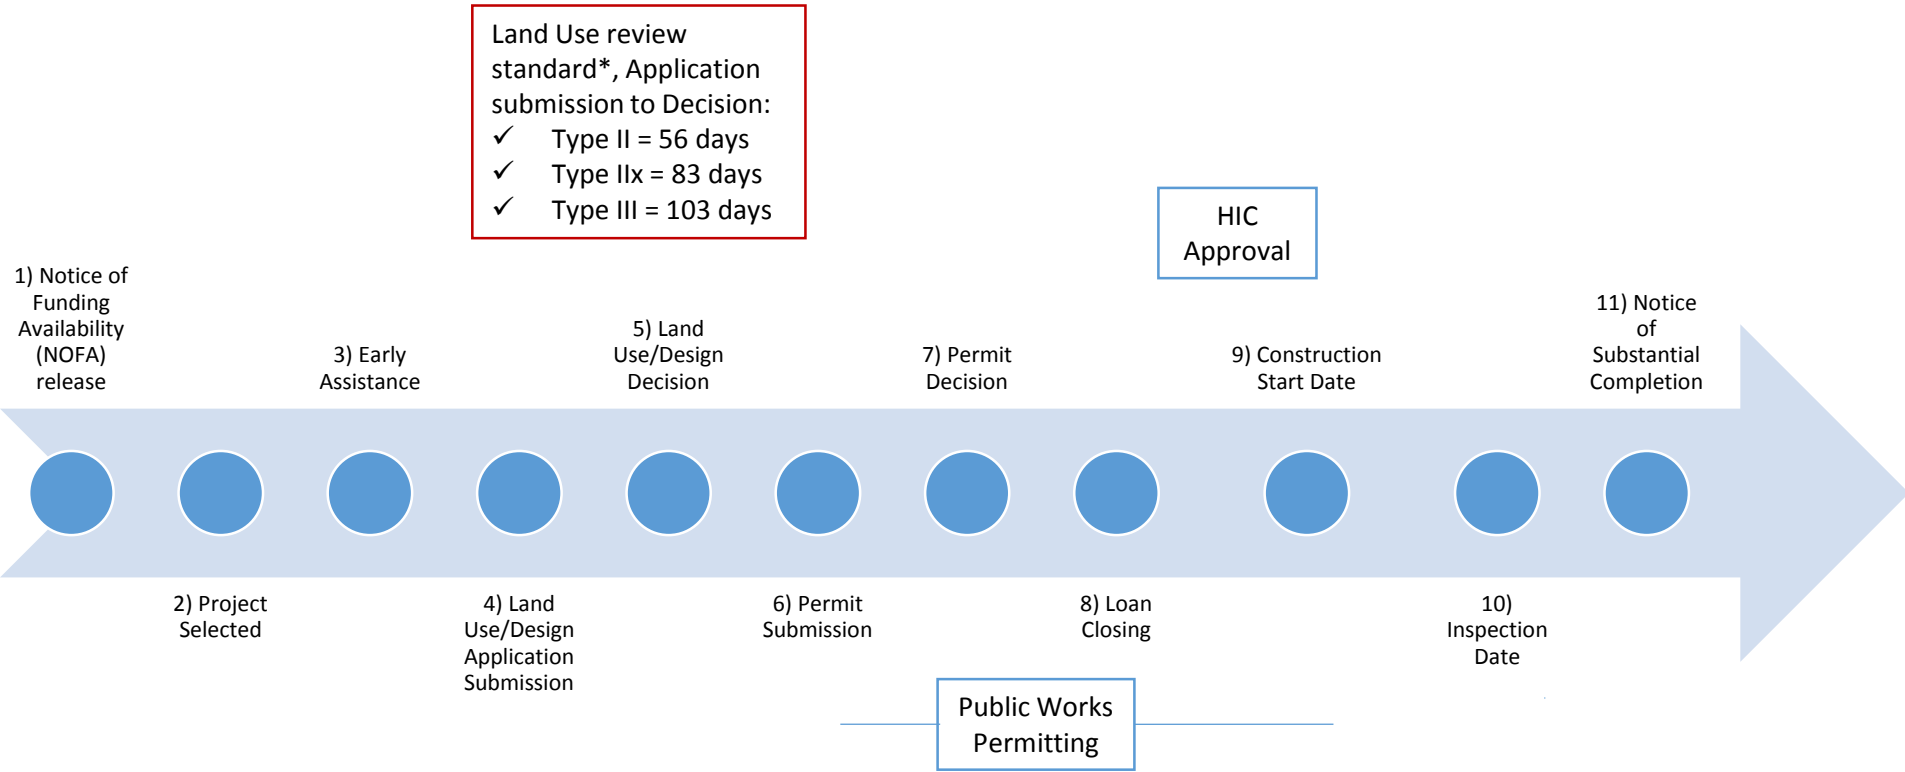 Land Use review
standard*, Application
submission to Decision:
✓ Type II = 56 days
✓ Type IIx = 83 days
✓ Type III = 103 days
HIC
Approval
1) Notice of
Funding
Availability
(NOFA)
release
3) Early
Assistance
5) Land
Use/Design
Decision
7) Permit
Decision
9) Construction
Start Date
11) Notice
of
Substantial
Completion
2) Project
Selected
4) Land
Use/Design
Application
Submission
6) Permit
Submission
8) Loan
Closing
10)
Inspection
Date
Public Works
Permitting